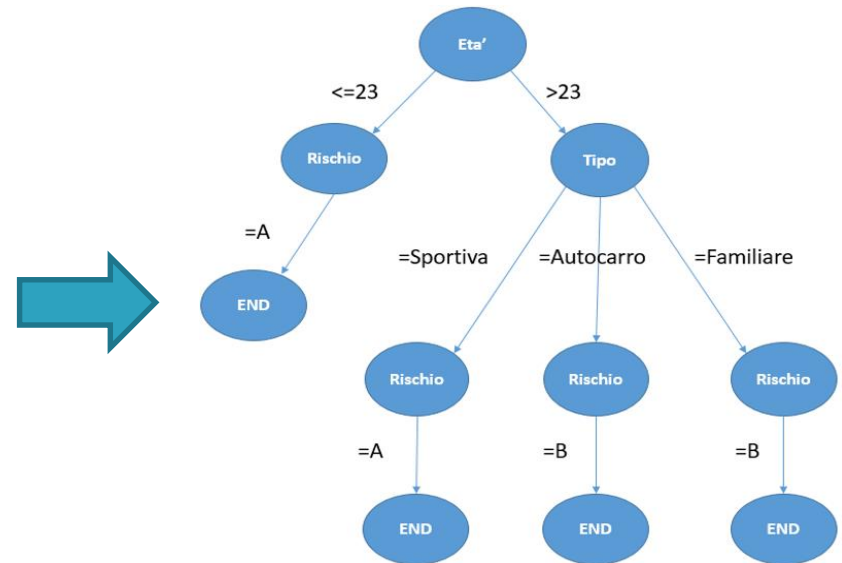 Eta'
<=23
>23
Rischio
Tipo
=A
=Sportiva
=Autocarro
=Familiare
END
Rischio
Rischio
Rischio
=A
=B
=B
END
END
END